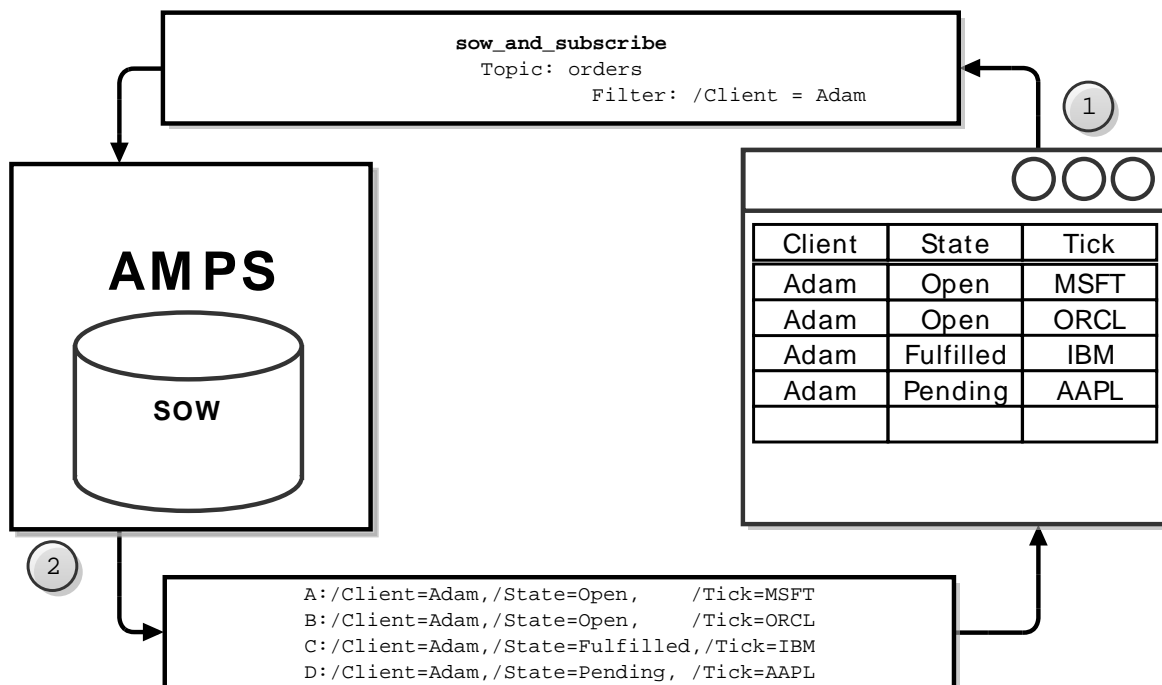 sow_and_subscribe
Topic: orders
Filter: /Client = Adam
1
AMPS
SOW
Client State Tick
Adam Open MSFT
Adam Open ORCL
Adam Fulfilled IBM
Adam Pending AAPL
2
A:/Client=Adam,/State=Open, /Tick=MSFT
B:/Client=Adam,/State=Open, /Tick=ORCL
C:/Client=Adam,/State=Fulfilled,/Tick=IBM
D:/Client=Adam,/State=Pending, /Tick=AAPL